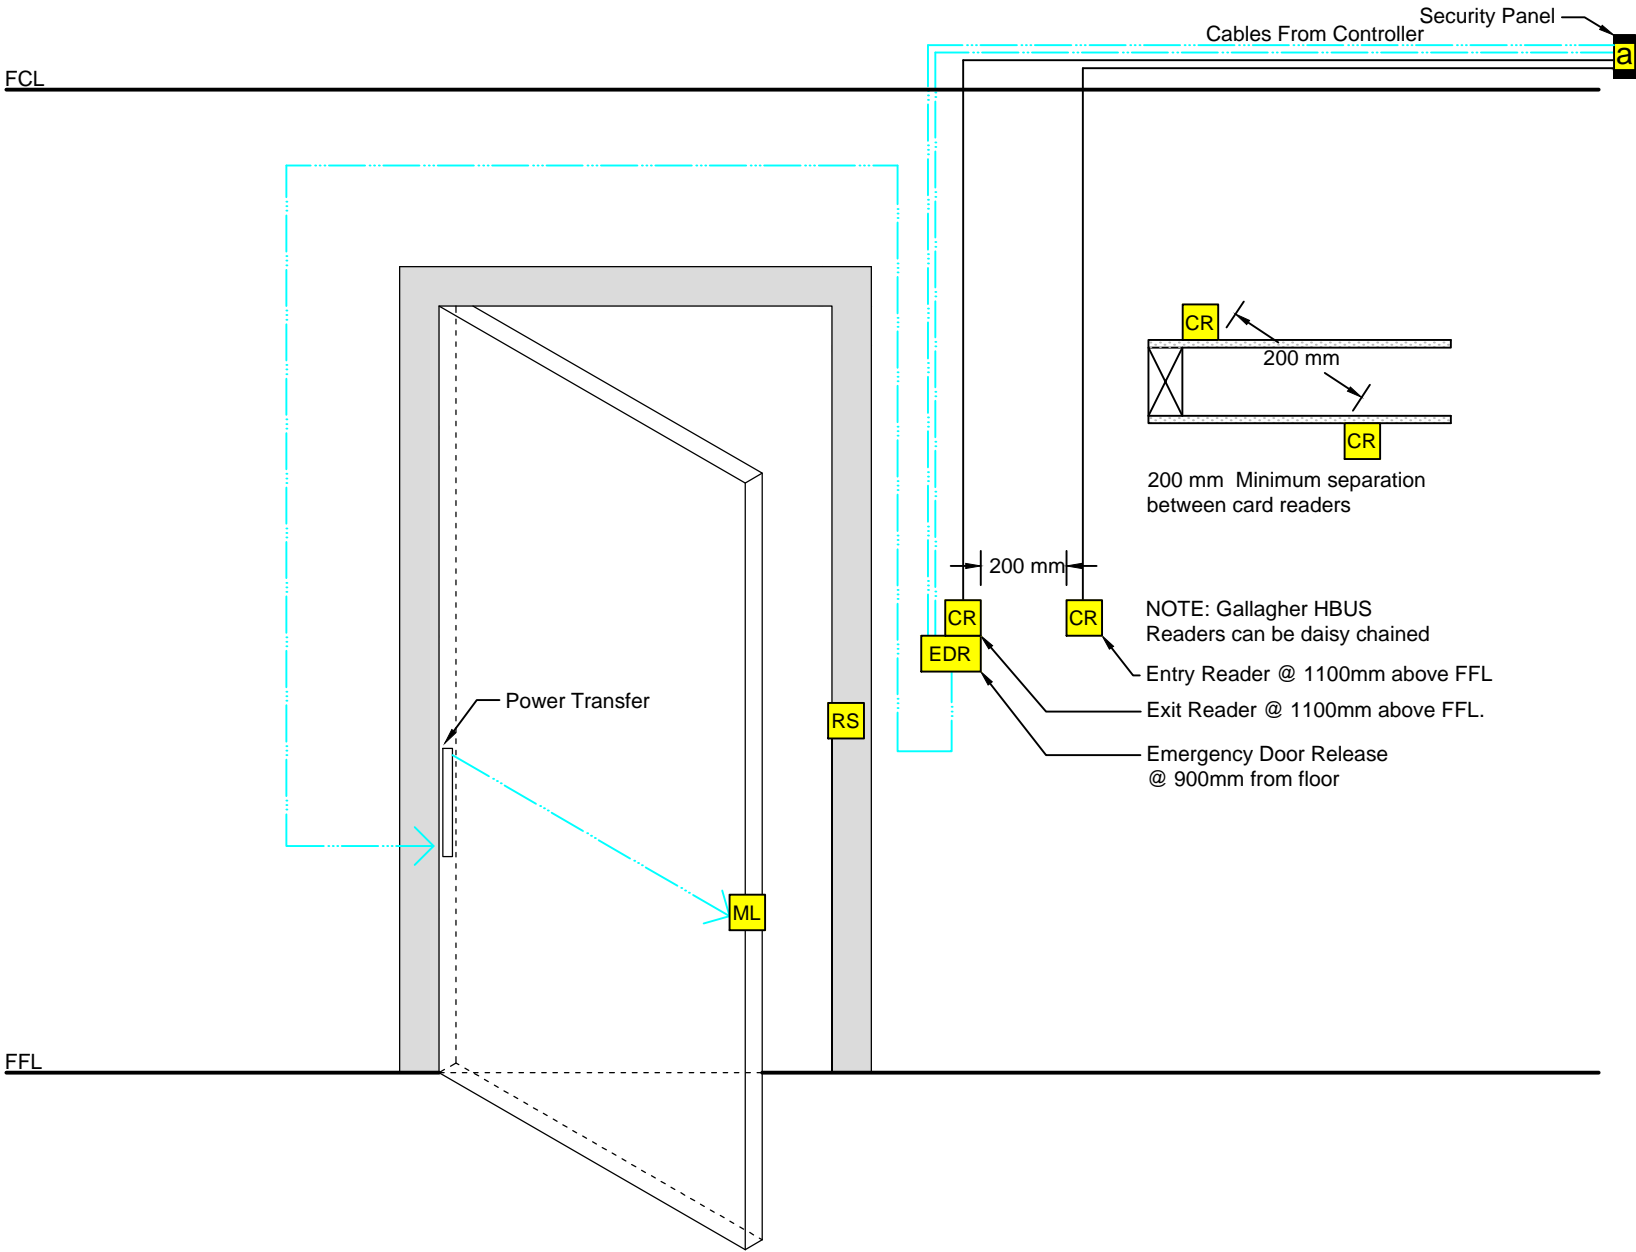 Security Panel
Cables From Controller
a
FCL
CR
200 mm
CR
200 mm  Minimum separation
between card readers
200 mm
CR
CR
NOTE: Gallagher HBUS
Readers can be daisy chained
EDR
Entry Reader @ 1100mm above FFL
Power Transfer
RS
Exit Reader @ 1100mm above FFL.
Emergency Door Release
@ 900mm from floor
ML
FFL